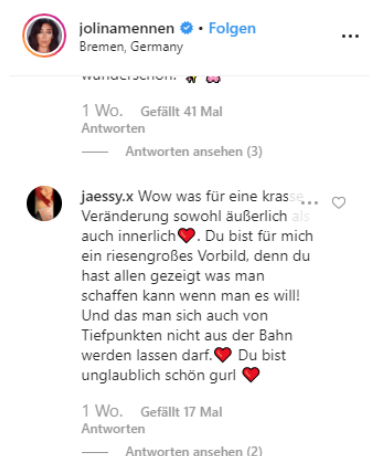 jolinamennen • Folgen
Bremen, Germany
...
wunderschön!
1 Wo. Gefällt 41 Mal
Antworten
Antworten ansehen (3)
jaessy.x Wow was für eine krasse ...
Veränderung sowohl äußerlich als
auch innerlich❤️. Du bist für mich
ein riesengroßes Vorbild, denn du
hast allen gezeigt was man
schaffen kann wenn man es will!
Und das man sich auch von
Tiefpunkten nicht aus der Bahn
werden lassen darf.❤️ Du bist
unglaublich schön gurl ❤️
1 Wo. Gefällt 17 Mal
Antworten
Antworten ansehen (2)